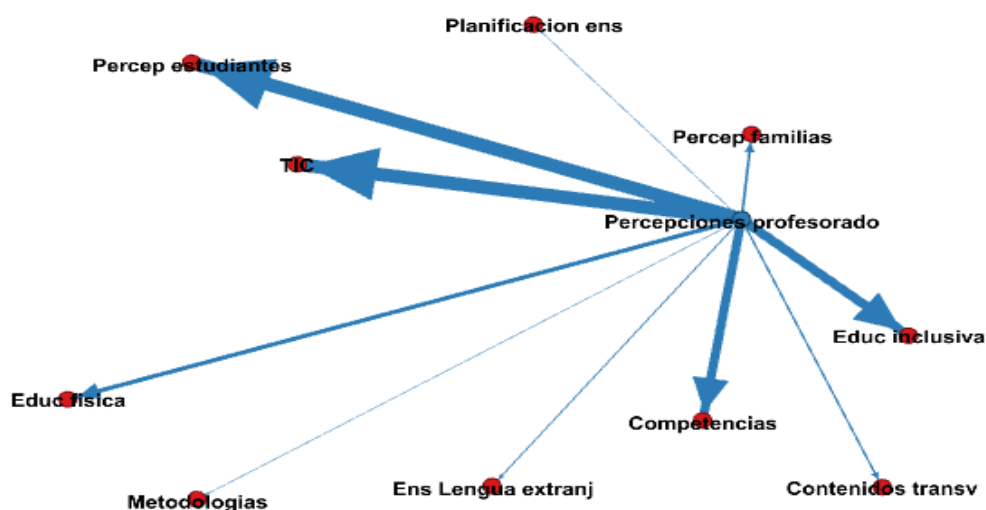 Planificacion ens
Percep estudiantes
Percep familias
TIC
Percepciones profesorado
Educ inclusiva
Educ fisica
Competencias
Ens Lengua extranj
Contenidos transv
Metodologias